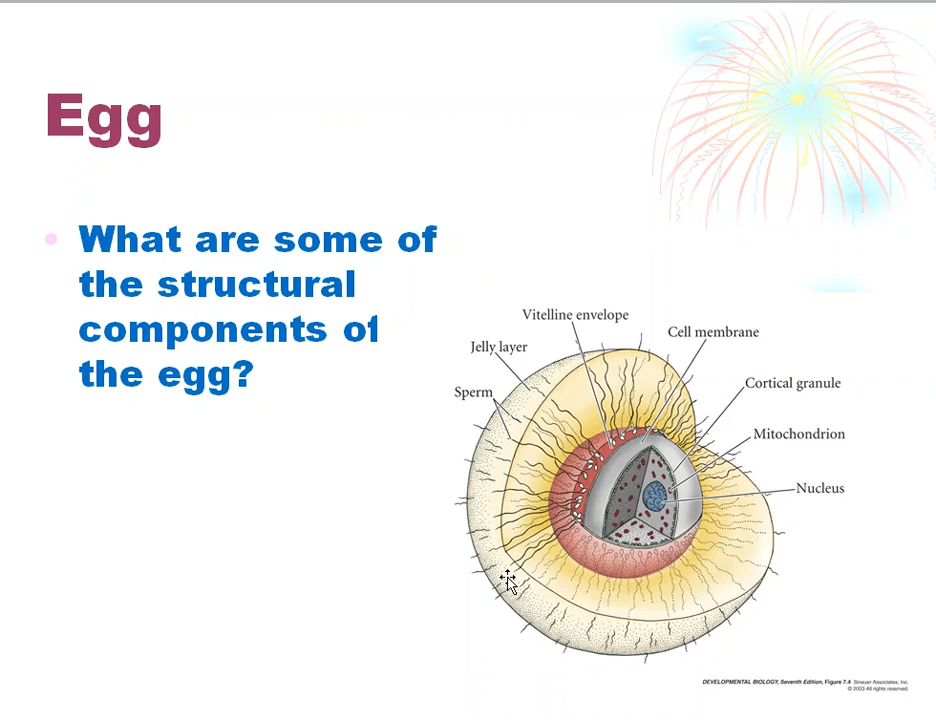 Egg
• What are some of
the structural
components of
the egg?
Vitelline envelope
Cell membrane
Jelly layer
Cortical granule
Sperm
Mitochondrion
Nucleus
DEVELOPMENTAL BIOLOGY, Seventh Edition, Figure 7.4 Sinauer Associates, Inc.
© 2003 All rights reserved.